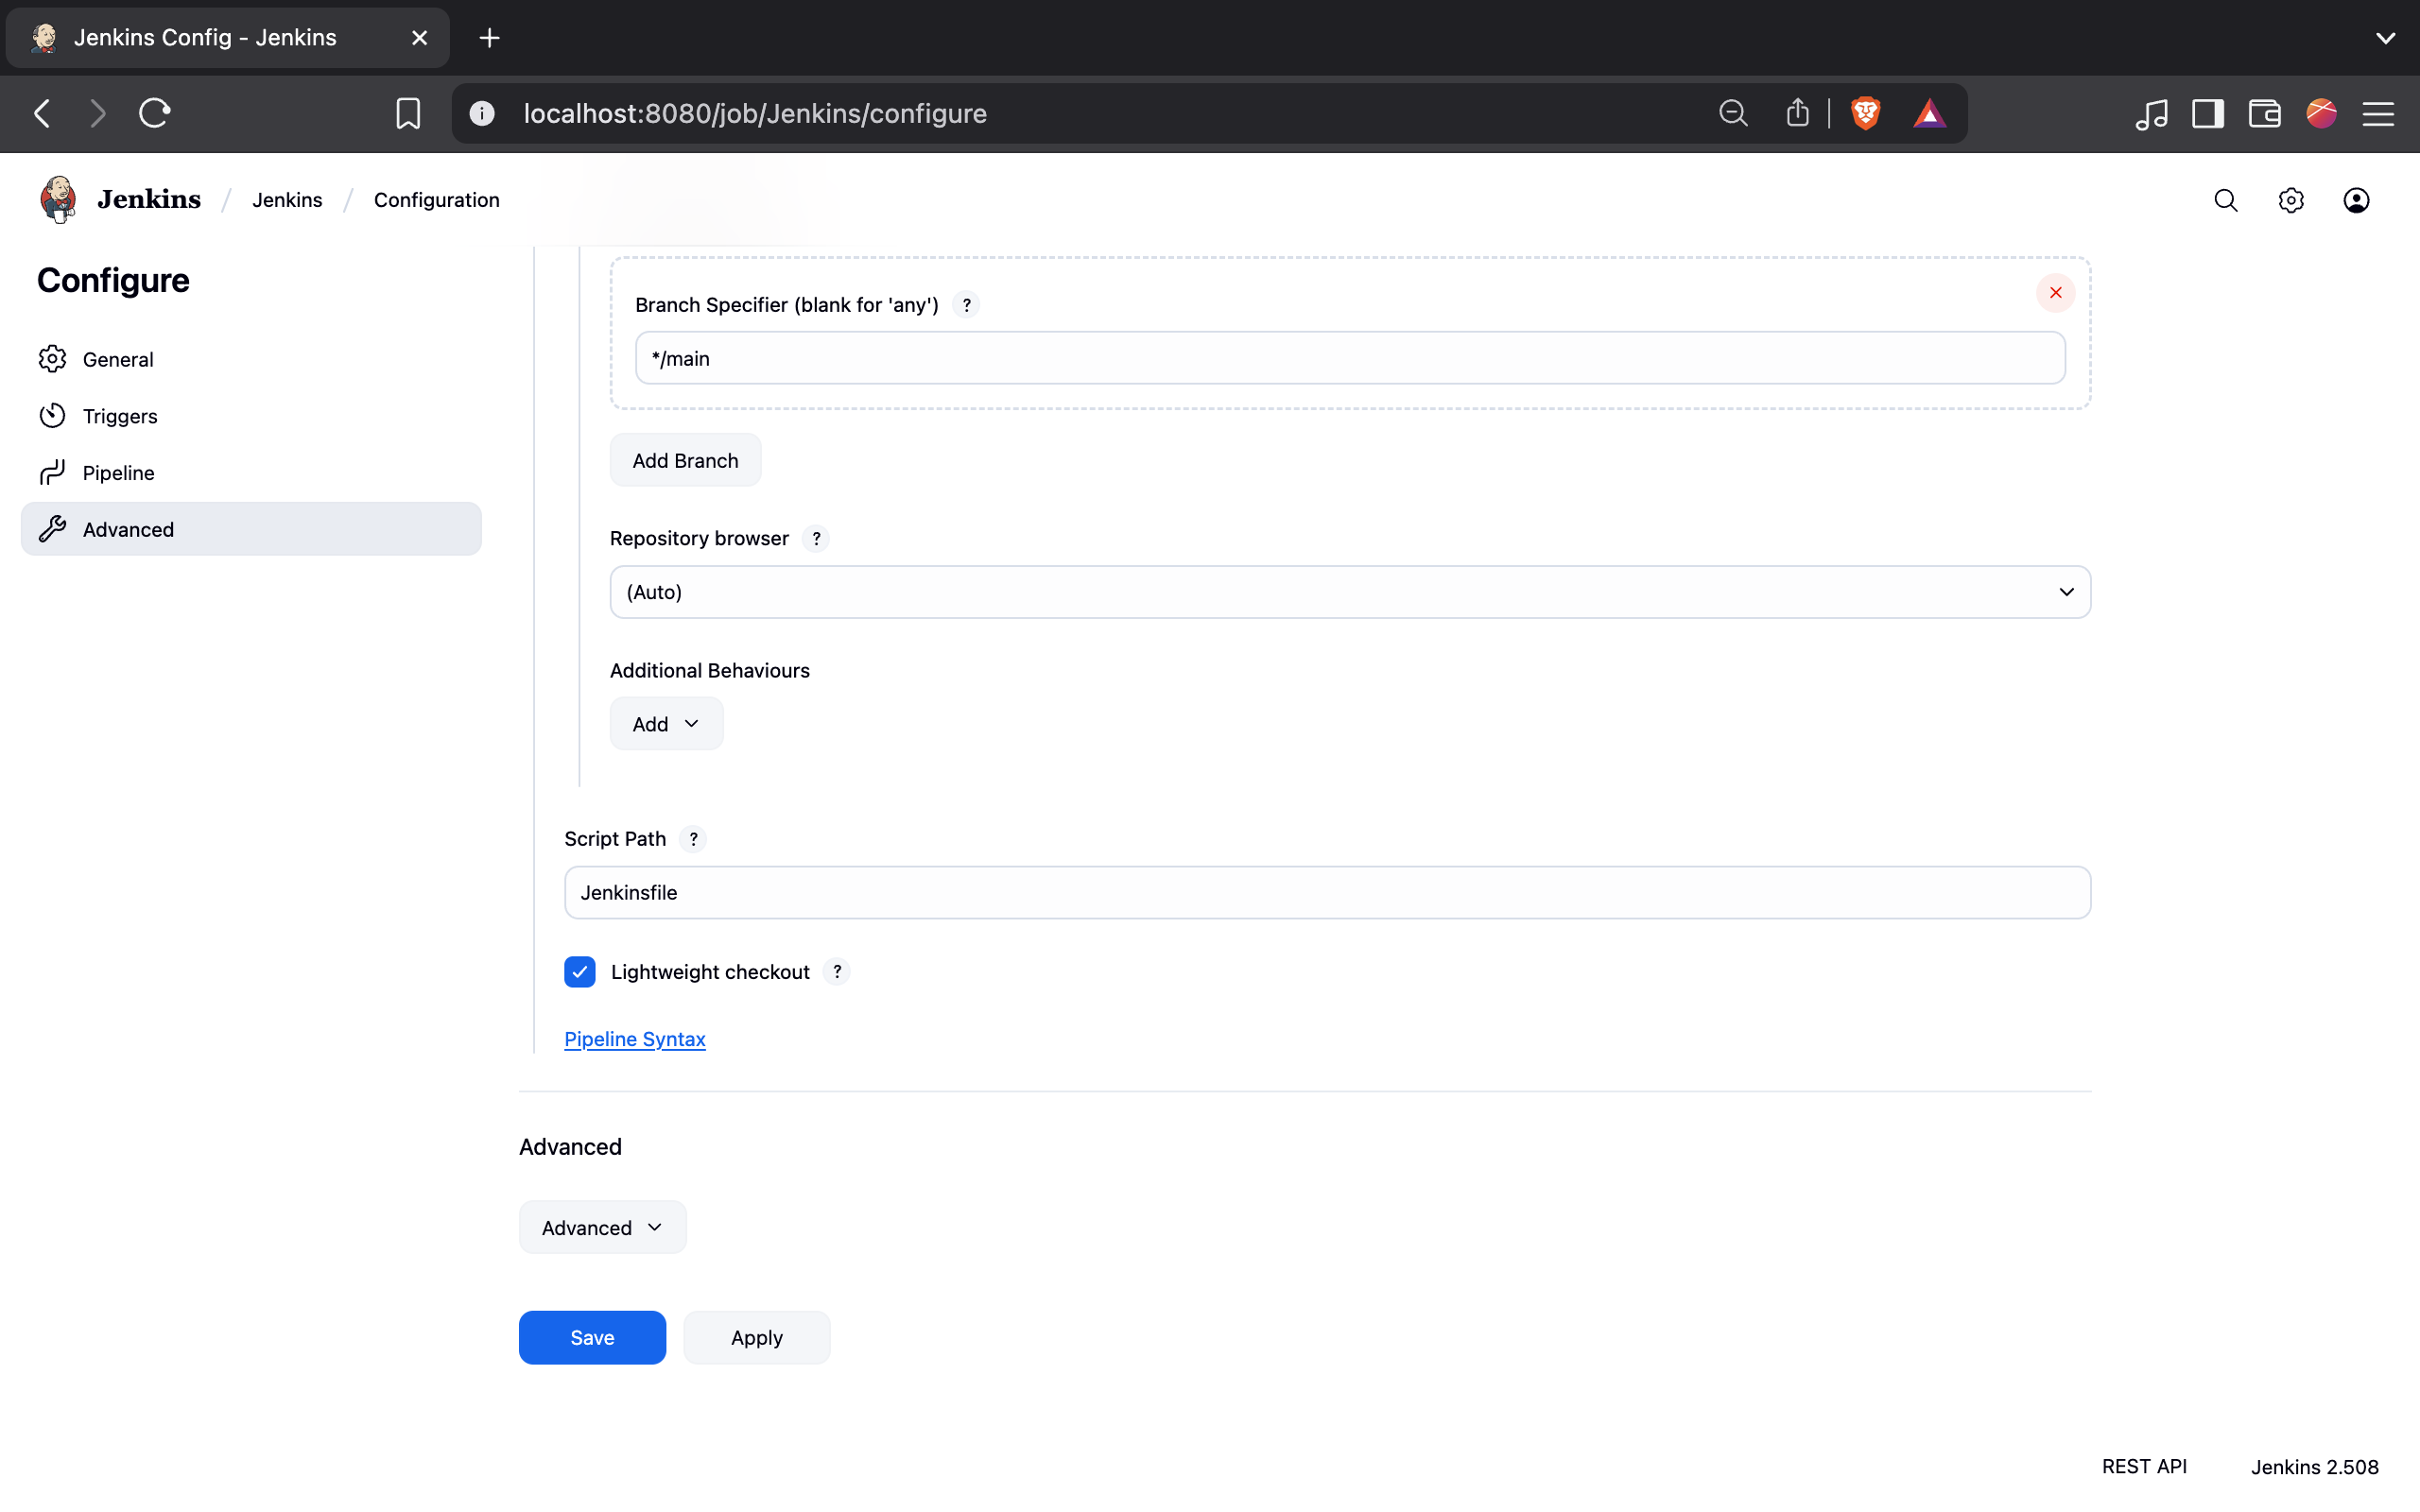 Jenkins Config - Jenkins
localhost:8080/job/Jenkins/configure
Jenkins / Jenkins / Configuration
Configure
General
Triggers
Pipeline
Advanced
Branch Specifier (blank for 'any') ?
*/main
Add Branch
Repository browser ?
(Auto)
Additional Behaviours
Add
Script Path ?
Jenkinsfile
Lightweight checkout ?
Pipeline Syntax
Advanced
Advanced
Save Apply
REST API Jenkins 2.508